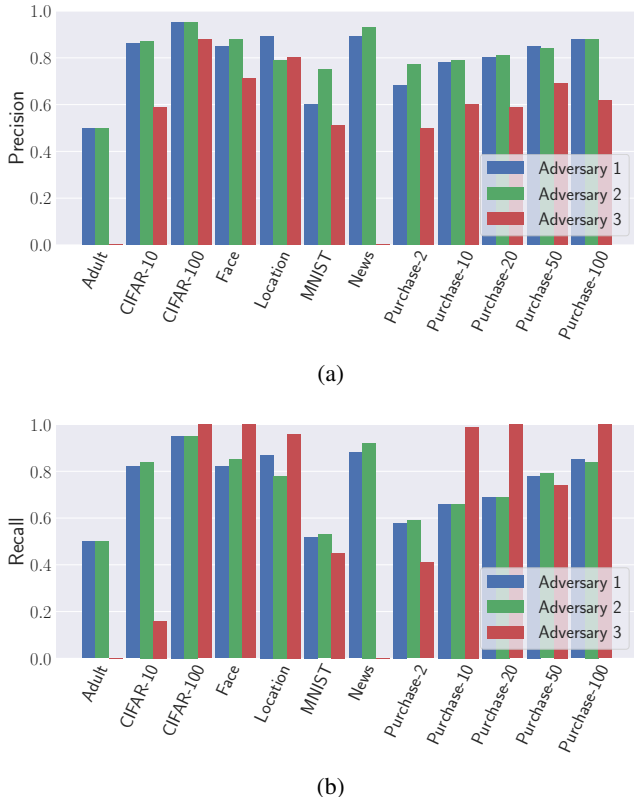 1.0
0.8
0.6
0.4
0.2
0.0
Precision
Adversary 1
Adversary 2
Adversary 3
Adult
CIFAR-10
CIFAR-100
Face
Location
MNIST
News
Purchase-2
Purchase-10
Purchase-20
Purchase-50
Purchase-100
(a)
1.0
0.8
0.6
0.4
0.2
0.0
Recall
Adversary 1
Adversary 2
Adversary 3
Adult
CIFAR-10
CIFAR-100
Face
Location
MNIST
News
Purchase-2
Purchase-10
Purchase-20
Purchase-50
Purchase-100
(b)